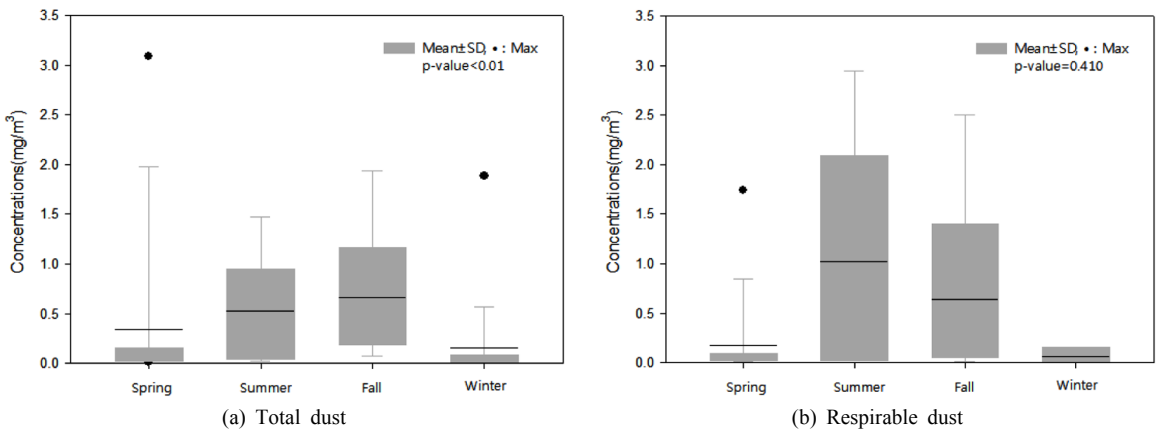 3.5
3.0
2.5
2.0
1.5
1.0
0.5
0.0
Concentrations(mg/m³)
Mean±SD, • : Max
p-value<0.01
Spring Summer Fall Winter
(a) Total dust
3.5
3.0
2.5
2.0
1.5
1.0
0.5
0.0
Concentrations(mg/m³)
Mean±SD, • : Max
p-value=0.410
Spring Summer Fall Winter
(b) Respirable dust